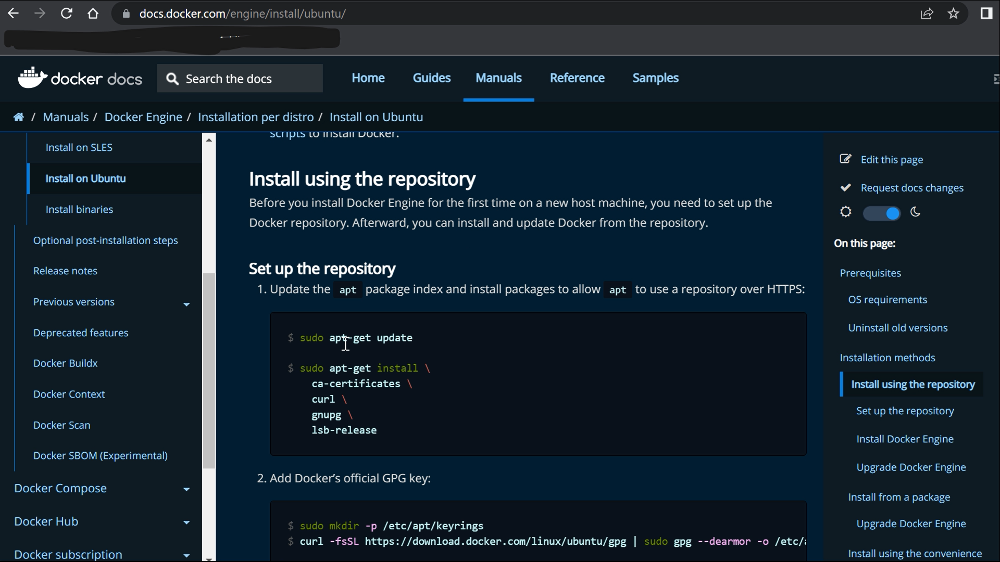 docs.docker.com/engine/install/ubuntu/
docker docs
Search the docs
Home
Guides
Manuals
Reference
Samples
/ Manuals / Docker Engine / Installation per distro / Install on Ubuntu
Install on SLES
Install on Ubuntu
Install binaries
Optional post-installation steps
Release notes
Previous versions
Deprecated features
Docker Buildx
Docker Context
Docker Scan
Docker SBOM (Experimental)
Docker Compose
Docker Hub
Docker subscription
scripts to install Docker.
Install using the repository
Before you install Docker Engine for the first time on a new host machine, you need to set up the
Docker repository. Afterward, you can install and update Docker from the repository.
Set up the repository
1. Update the apt package index and install packages to allow apt to use a repository over HTTPS:
$ sudo apt-get update
$ sudo apt-get install \
ca-certificates \
curl \
gnupg \
lsb-release
2. Add Docker’s official GPG key:
$ sudo mkdir -p /etc/apt/keyrings
$ curl -fsSL https://download.docker.com/linux/ubuntu/gpg | sudo gpg --dearmor -o /etc/
Edit this page
Request docs changes
On this page:
Prerequisites
OS requirements
Uninstall old versions
Installation methods
Install using the repository
Set up the repository
Install Docker Engine
Upgrade Docker Engine
Install from a package
Upgrade Docker Engine
Install using the convenience